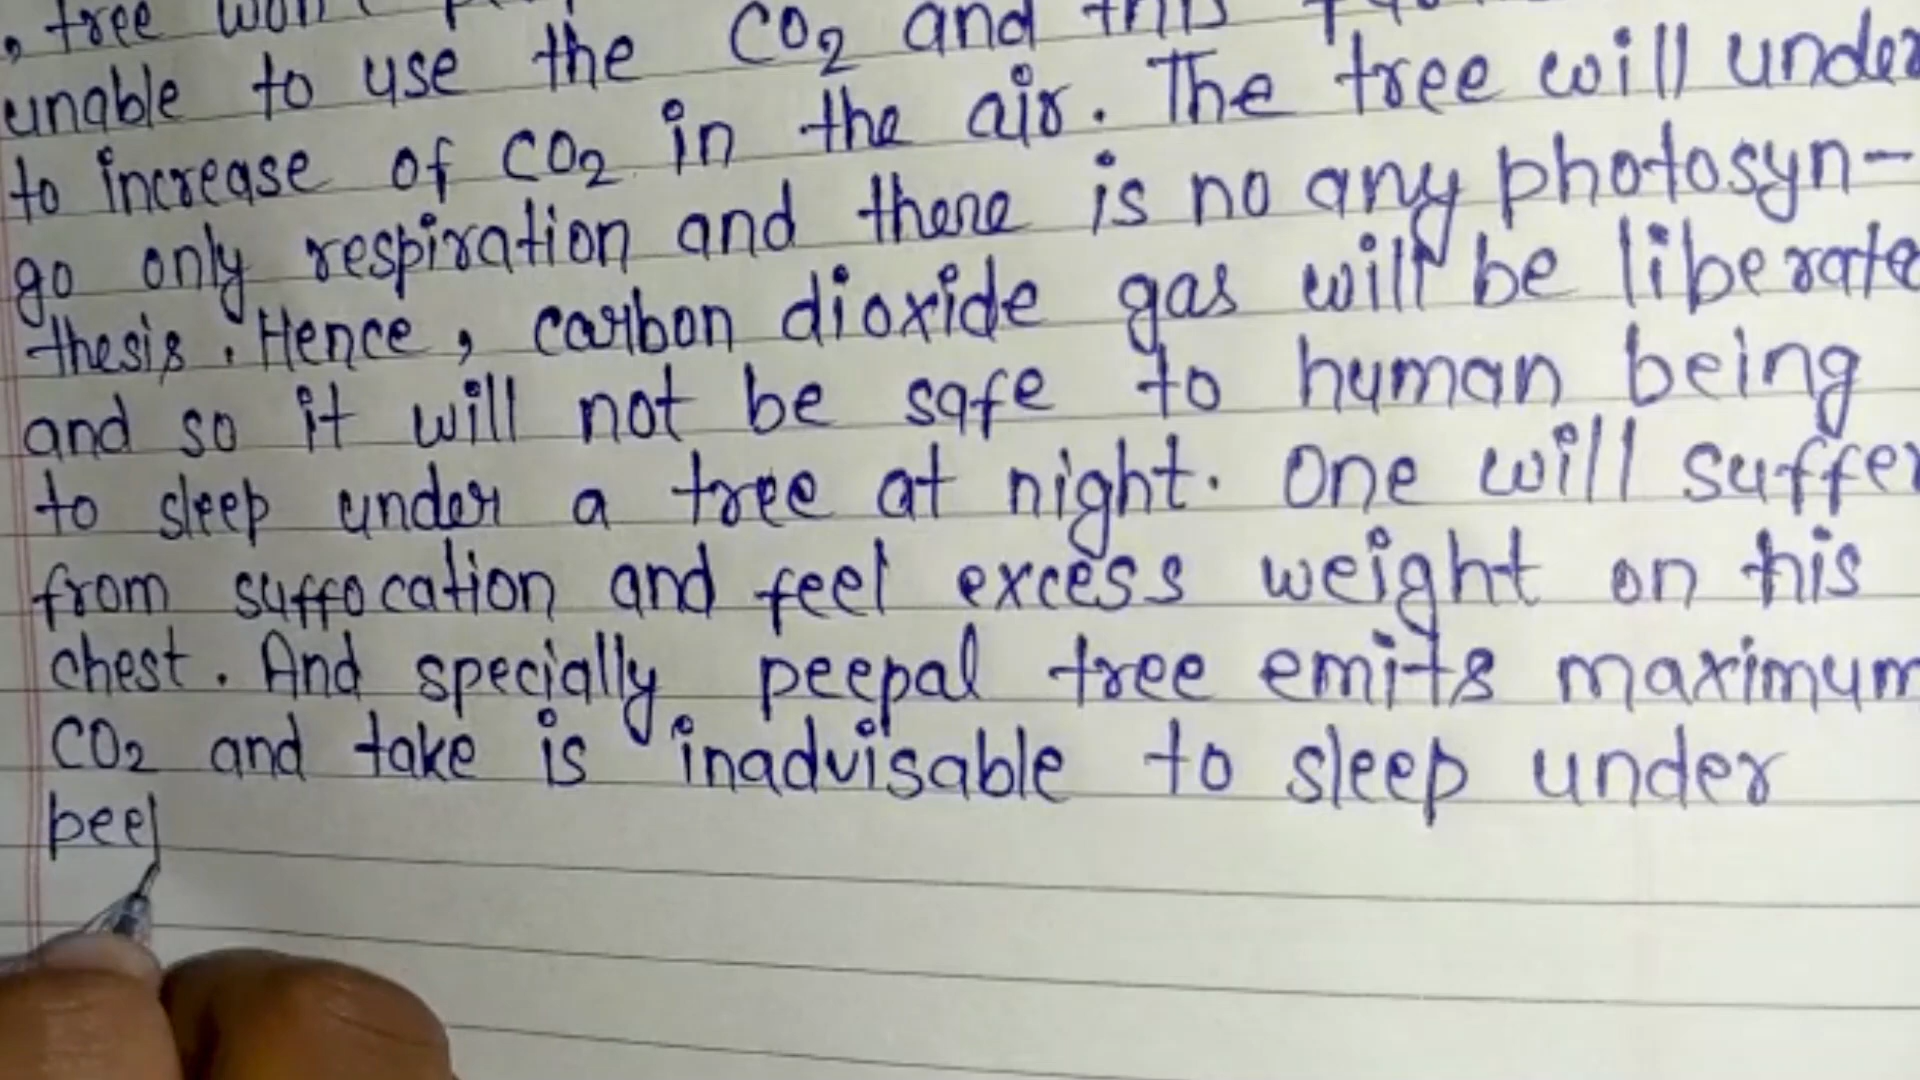 , tree won't
unable to use the CO2 and this
to increase of CO2 in the air. The tree will under
go only respiration and there is no any photosyn-
thesis. Hence, carbon dioxide gas will be liberate
and so it will not be safe to human being
to sleep under a tree at night. One will suffer
from suffocation and feel excess weight on his
chest. And specially peepal tree emits maximum
CO2 and take is inadvisable to sleep under
peep